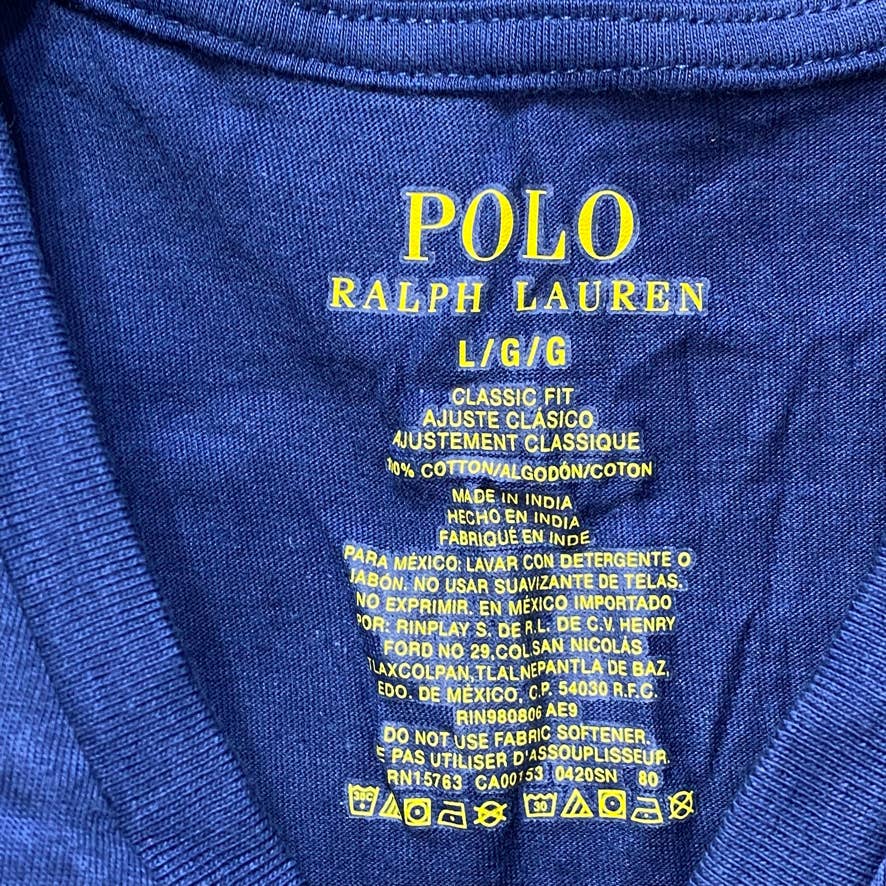 POLO
RALPH LAUREN
L/G/G
CLASSIC FIT
AJUSTE CLÁSICO
AJUSTEMENT CLASSIQUE
100% COTTON/ALGODÓN/COTON
MADE IN INDIA
HECHO EN INDIA
FABRIQUÉ EN INDE
PARA MÉXICO: LAVAR CON DETERGENTE O
JABÓN. NO USAR SUAVIZANTE DE TELAS.
NO EXPRIMIR. EN MÉXICO IMPORTADO
POR: RINPLAY S. DE R.L. DE C.V. HENRY
FORD NO 29,COL.SAN NICOLÁS
TLAXCOLPAN,TLALNEPANTLA DE BAZ,
EDO. DE MÉXICO, C.P. 54030 R.F.C.
RIN980806 AE9
DO NOT USE FABRIC SOFTENER.
E PAS UTILISER D'ASSOUPLISSEUR.
RN15763 CA00153 0420SN 80
30C 30